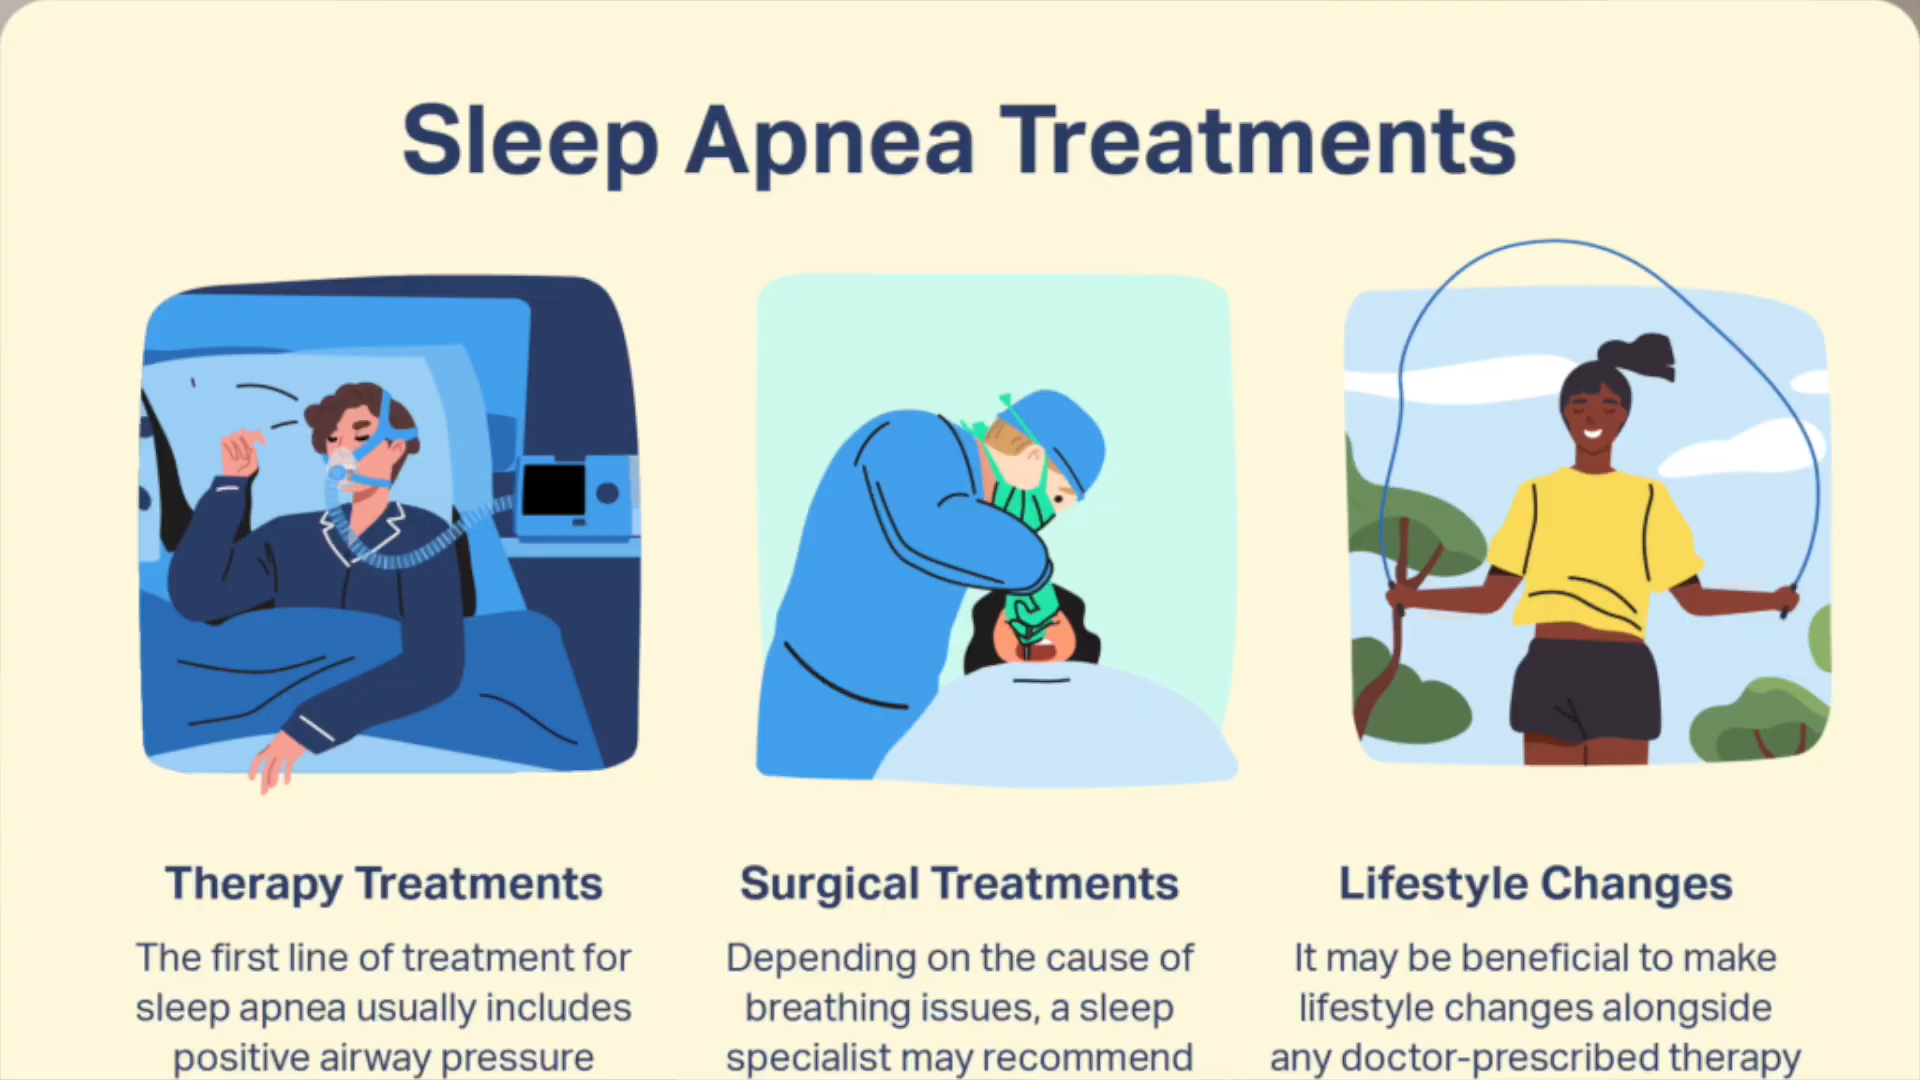 Sleep Apnea Treatments
Therapy Treatments
The first line of treatment for
sleep apnea usually includes
positive airway pressure
Surgical Treatments
Depending on the cause of
breathing issues, a sleep
specialist may recommend
Lifestyle Changes
It may be beneficial to make
lifestyle changes alongside
any doctor-prescribed therapy